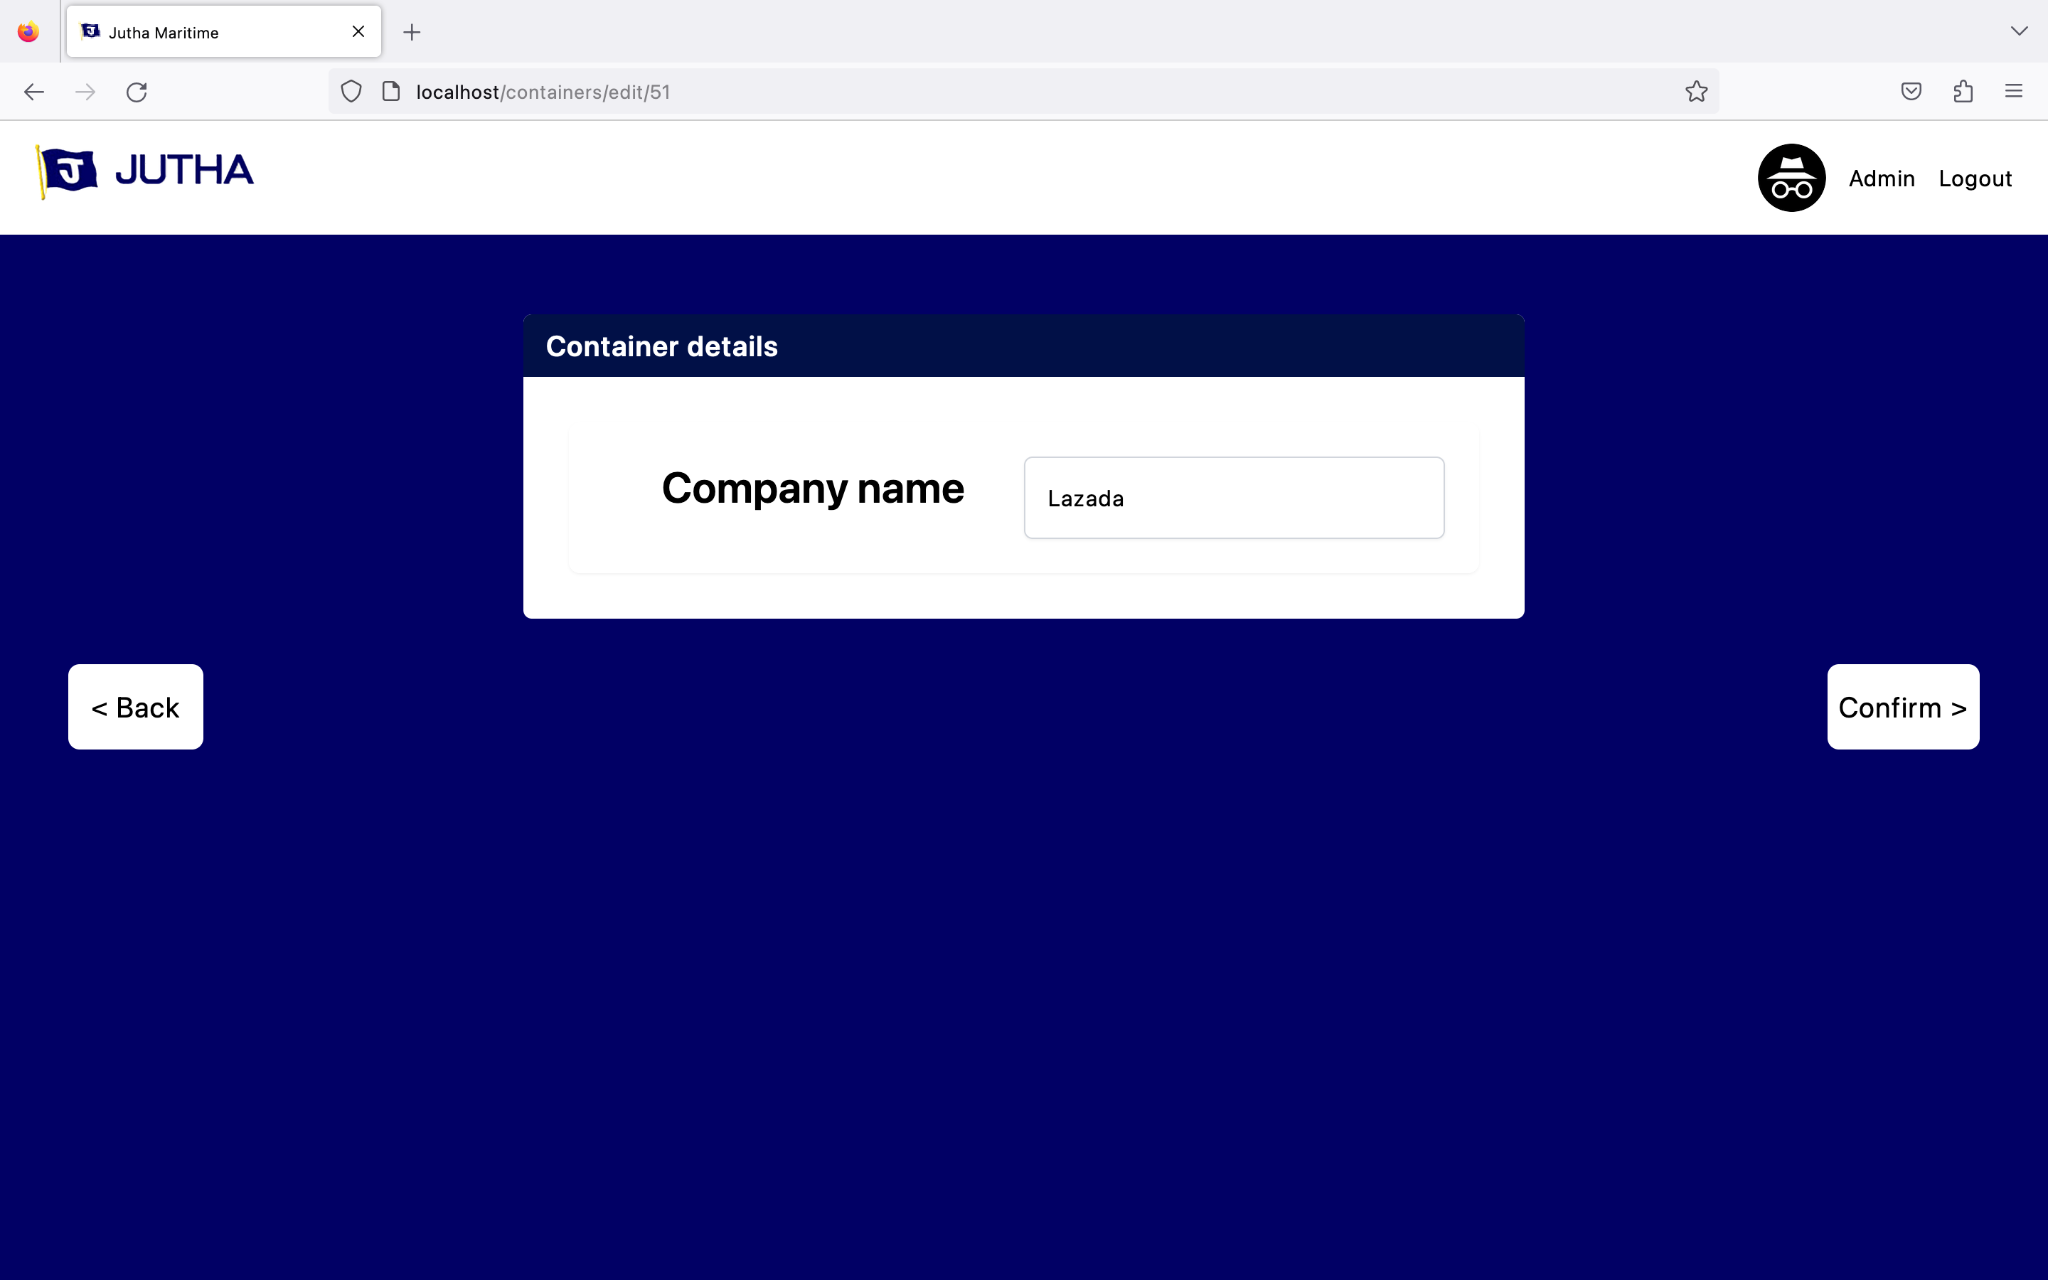 Jutha Maritime
localhost/containers/edit/51
J JUTHA
Admin Logout
Container details
Company name
Lazada
< Back
Confirm >